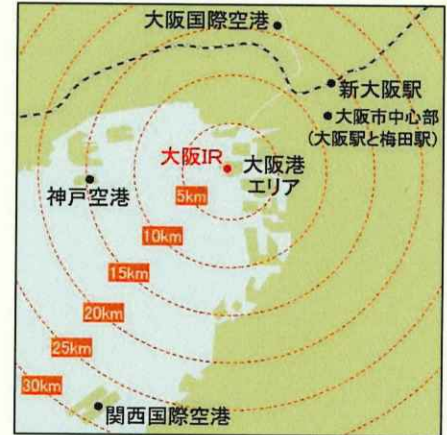 大阪国際空港
新大阪駅
大阪市中心部
(大阪駅と梅田駅)
大阪IR
大阪港
エリア
神戸空港
5km
10km
15km
20km
25km
30km
関西国際空港